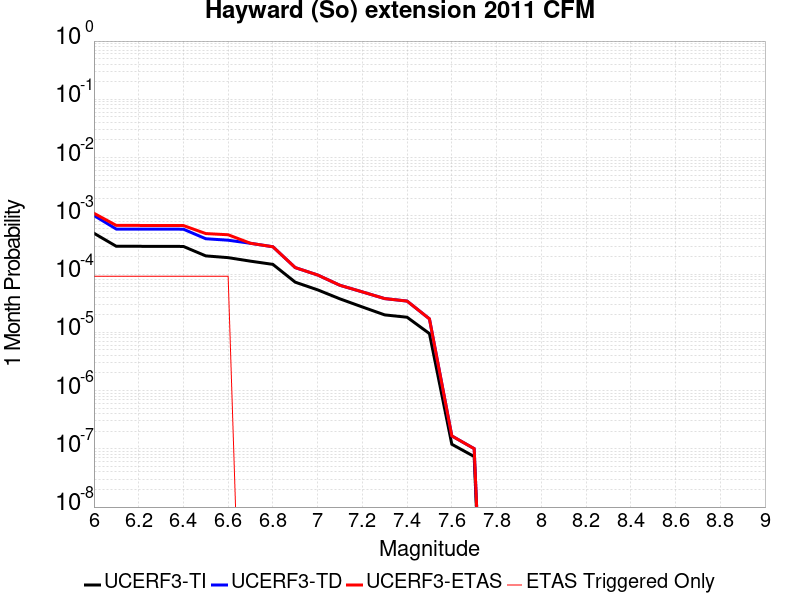 Hayward (So) extension 2011 CFM
10 0
10 -1
10 -2
10 -3
10 -4
10 -5
10 -6
10 -7
10 -8
1 Month Probability
6 6.2 6.4 6.6 6.8 7 7.2 7.4 7.6 7.8 8 8.2 8.4 8.6 8.8 9
Magnitude
UCERF3-TI UCERF3-TD UCERF3-ETAS ETAS Triggered Only